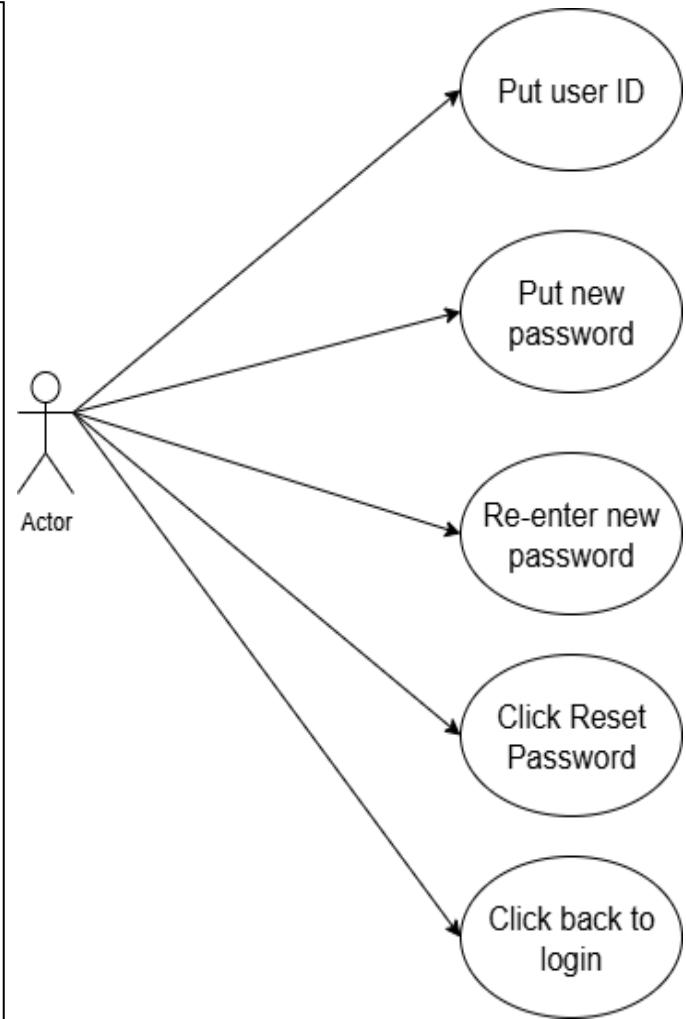 Put user ID
Put new
password
Actor
Re-enter new
password
Click Reset
Password
Click back to
login